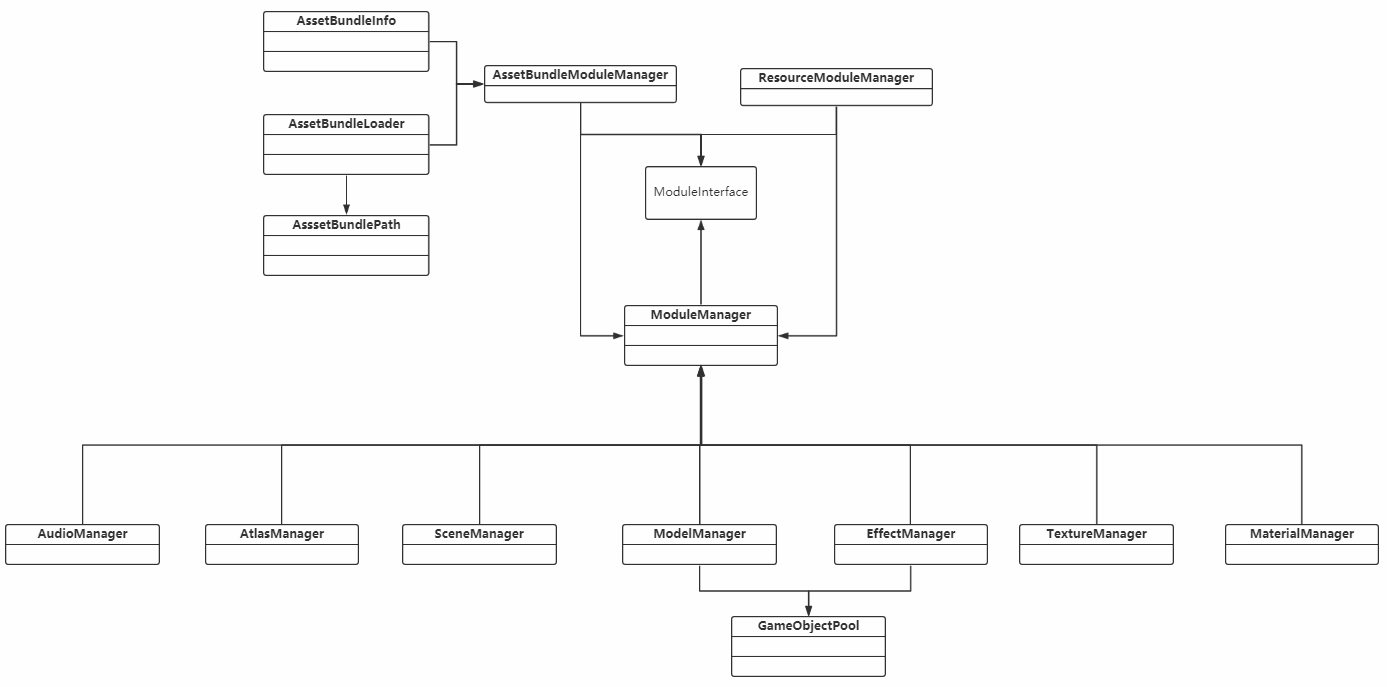 AssetBundleInfo
AssetBundleModuleManager
ResourceModuleManager
AssetBundleLoader
ModuleInterface
AsssetBundlePath
ModuleManager
AudioManager
AtlasManager
SceneManager
ModelManager
EffectManager
TextureManager
MaterialManager
GameObjectPool